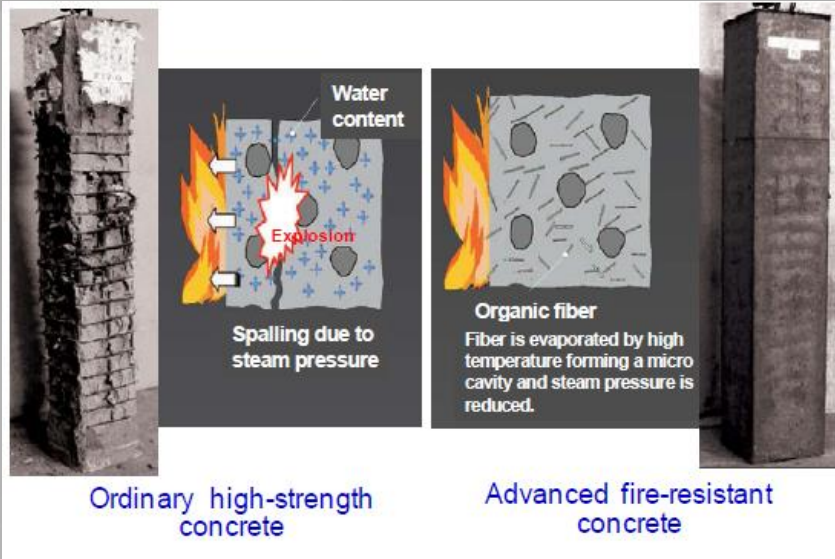 Water
content
Explosion
Spalling due to
steam pressure
Organic fiber
Fiber is evaporated by high
temperature forming a micro
cavity and steam pressure is
reduced.
Ordinary high-strength
concrete
Advanced fire-resistant
concrete